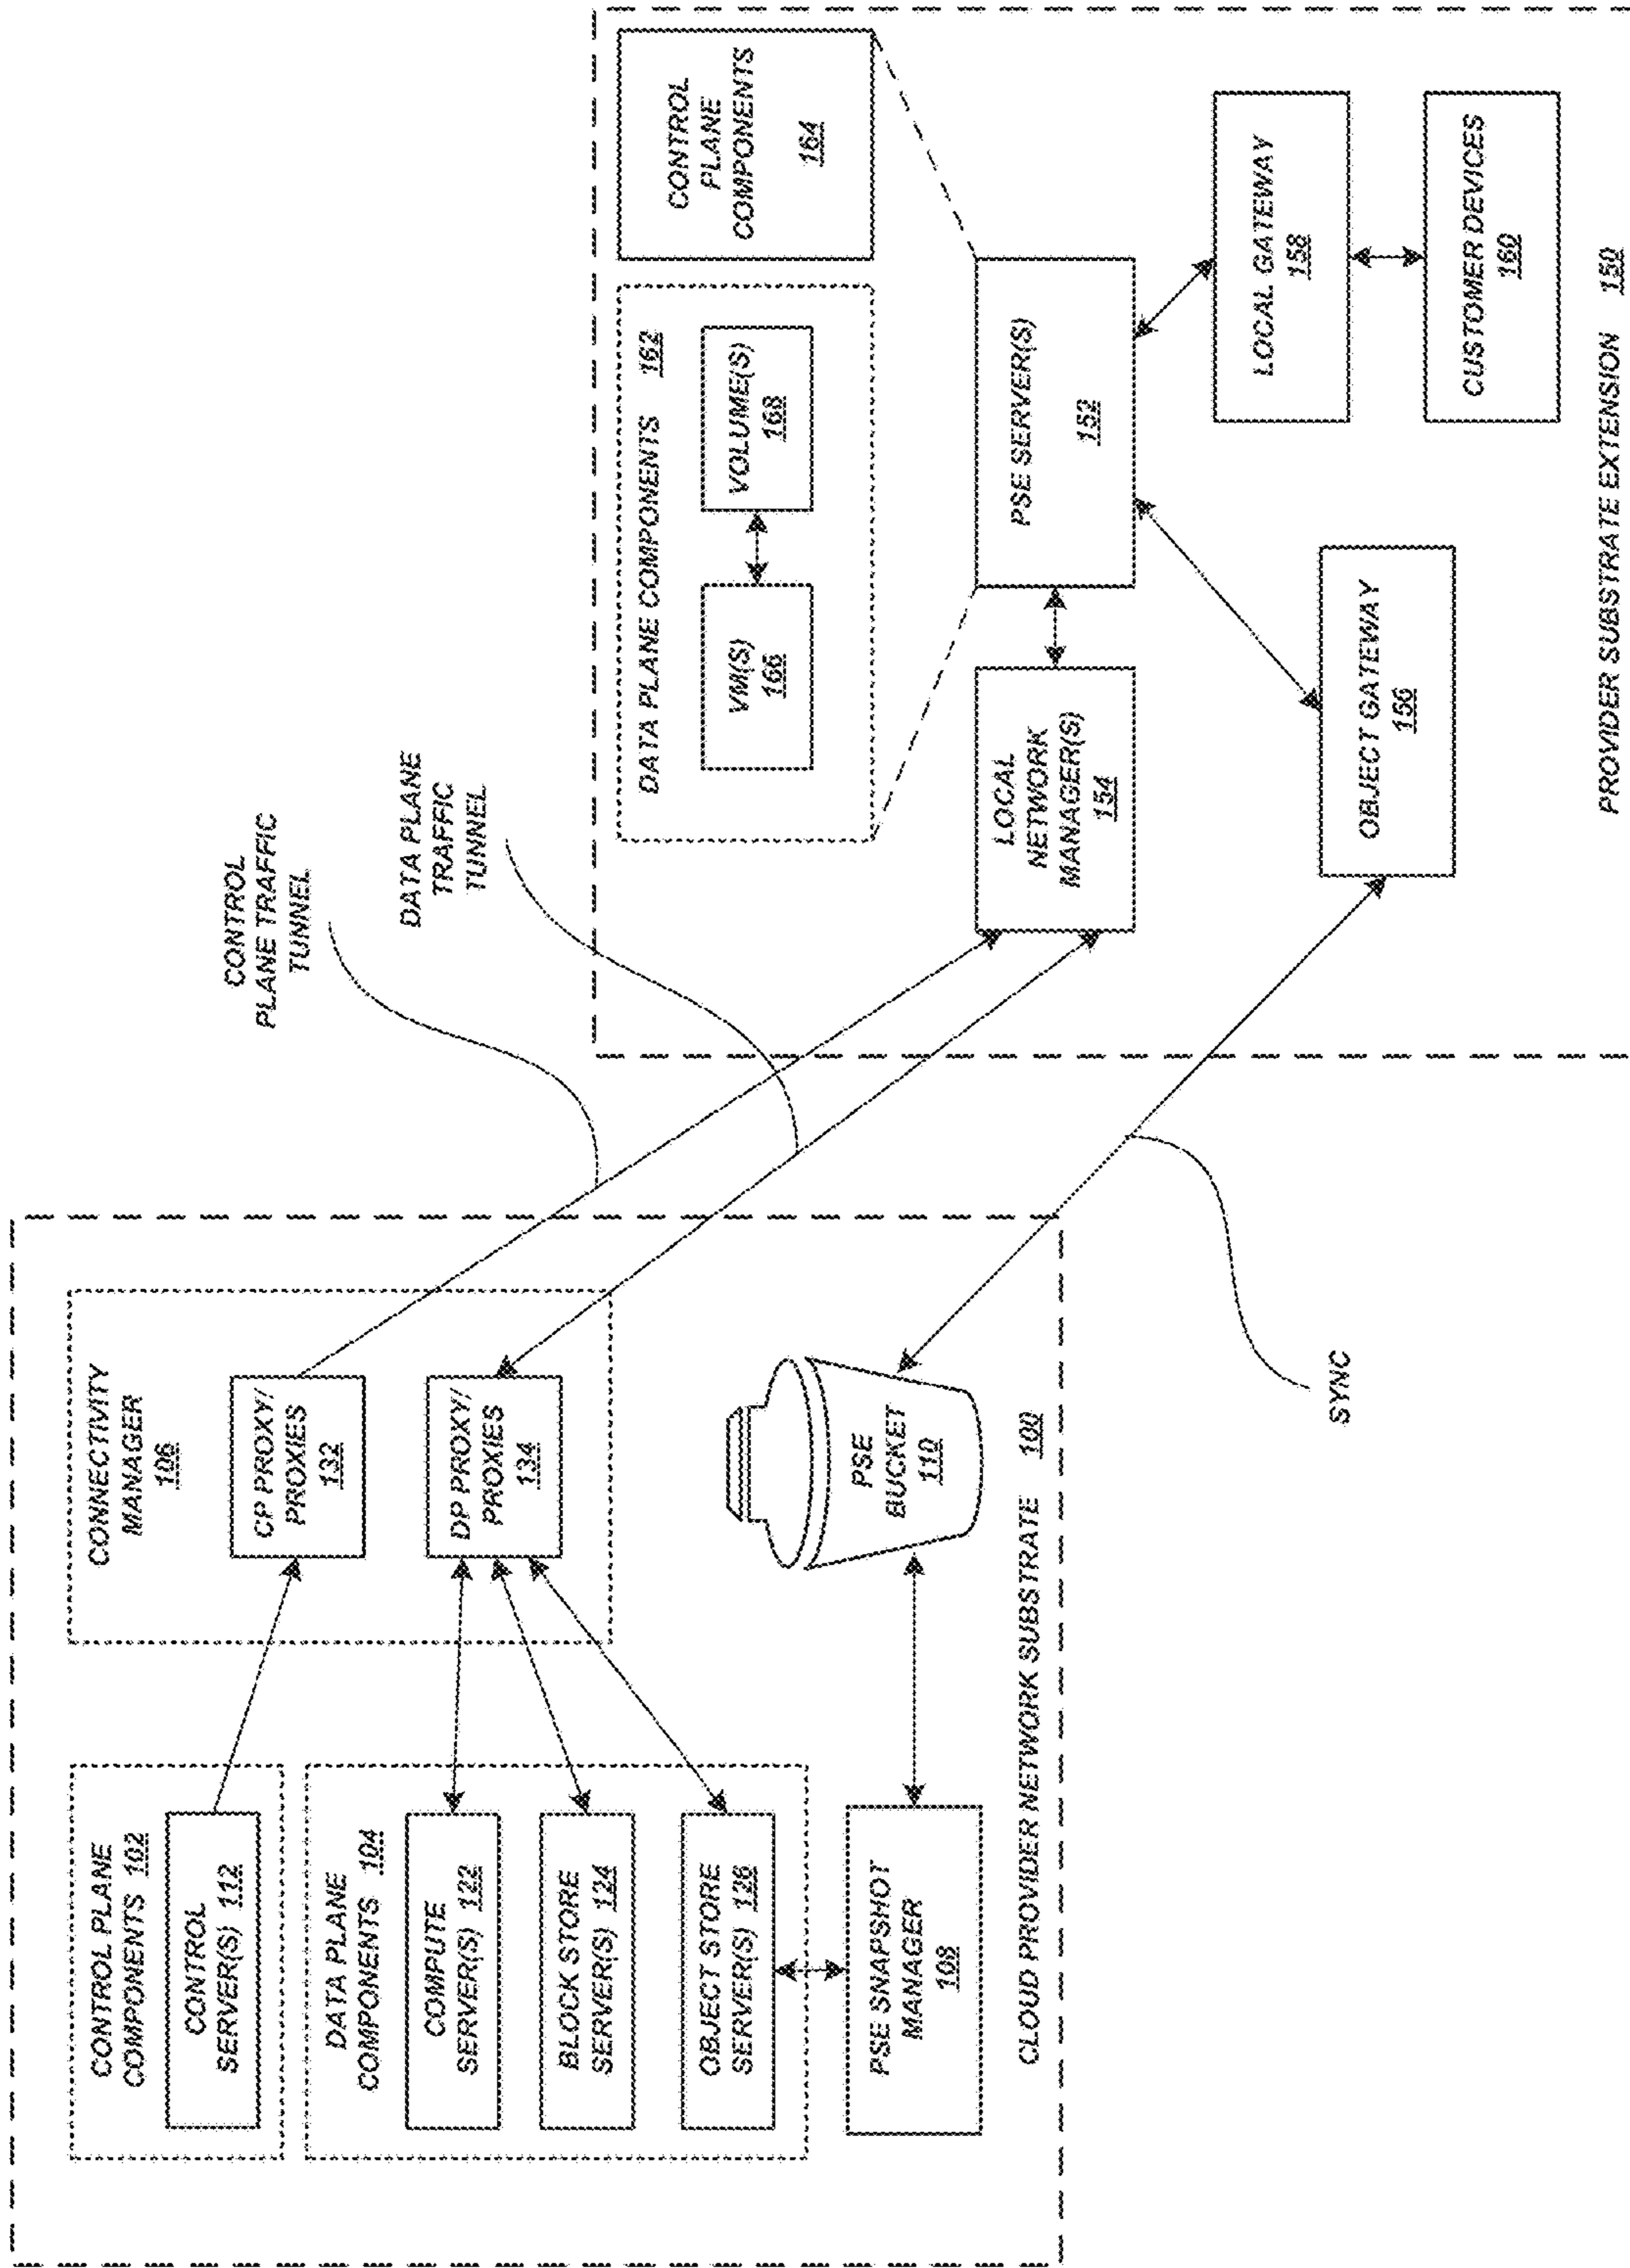 CONTROL PLANE
COMPONENTS 102
CONTROL
SERVER(S) 112
DATA PLANE
COMPONENTS 104
COMPUTE
SERVER(S) 122
BLOCK STORE
SERVER(S) 124
OBJECT STORE
SERVER(S) 126
PSE SNAPSHOT
MANAGER
108
CONNECTIVITY
MANAGER
106
CP PROXY/
PROXIES
132
DP PROXY/
PROXIES
134
PSE
BUCKET
110
CLOUD PROVIDER NETWORK SUBSTRATE 100
CONTROL
PLANE TRAFFIC
TUNNEL
DATA PLANE
TRAFFIC
TUNNEL
SYNC
DATA PLANE COMPONENTS 162
VM(S)
166
VOLUME(S)
168
CONTROL
PLANE
COMPONENTS
164
LOCAL
NETWORK
MANAGER(S)
154
PSE SERVER(S)
152
OBJECT GATEWAY
156
LOCAL GATEWAY
158
CUSTOMER DEVICES
160
PROVIDER SUBSTRATE EXTENSION 150